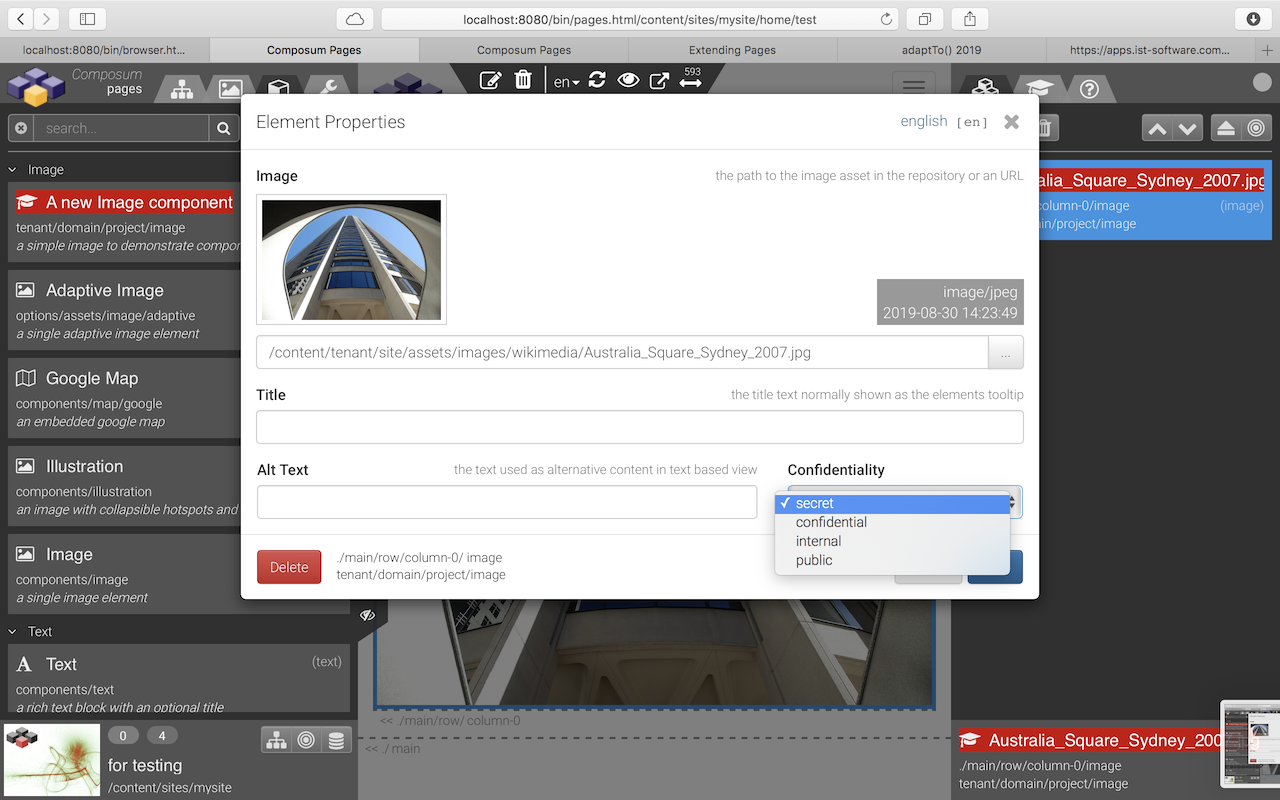 localhost:8080/bin/pages.html/content/sites/mysite/home/test
localhost:8080/bin/browser.ht...
Composum Pages
Composum Pages
Extending Pages
adaptTo() 2019
https://apps.ist-software.com...
Composum
pages
en
593
search...
Image
A new Image component
tenant/domain/project/image
a simple image to demonstrate compor
Adaptive Image
options/assets/image/adaptive
a single adaptive image element
Google Map
components/map/google
an embedded google map
Illustration
components/illustration
an image with collapsible hotspots and
Image
components/image
a single image element
Text
Text
(text)
components/text
a rich text block with an optional title
0
4
for testing
/content/sites/mysite
Element Properties
english [en]
Image
the path to the image asset in the repository or an URL
image/jpeg
2019-08-30 14:23:49
/content/tenant/site/assets/images/wikimedia/Australia_Square_Sydney_2007.jpg
...
Title
the title text normally shown as the elements tooltip
Alt Text
the text used as alternative content in text based view
Confidentiality
secret
confidential
internal
public
Delete
./main/row/column-0/ image
tenant/domain/project/image
<< ./main/row/ column-0
<< ./ main
alia_Square_Sydney_2007.jpg
column-0/image
(image)
in/project/image
Australia_Square_Sydney_200
./main/row/column-0/image
tenant/domain/project/image